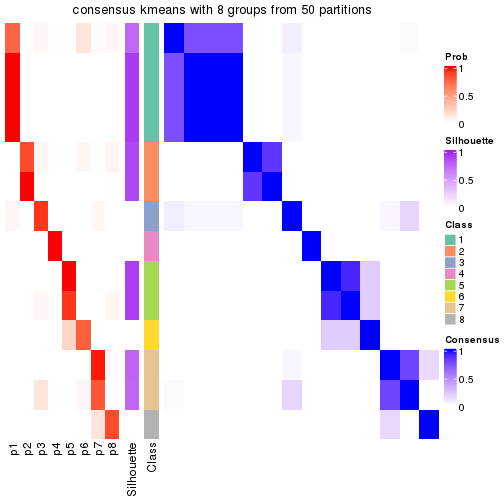 consensus kmeans with 8 groups from 50 partitions
Prob
1
0.5
0
Silhouette
1
0.5
0
Class
1
2
3
4
5
6
7
8
Consensus
1
0.5
0
p1
p2
p3
p4
p5
p6
p7
p8
Silhouette
Class